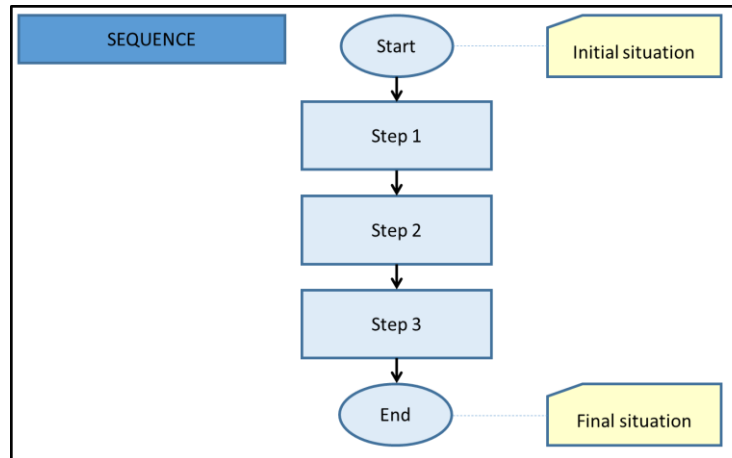 SEQUENCE
Start
Initial situation
Step 1
Step 2
Step 3
End
Final situation